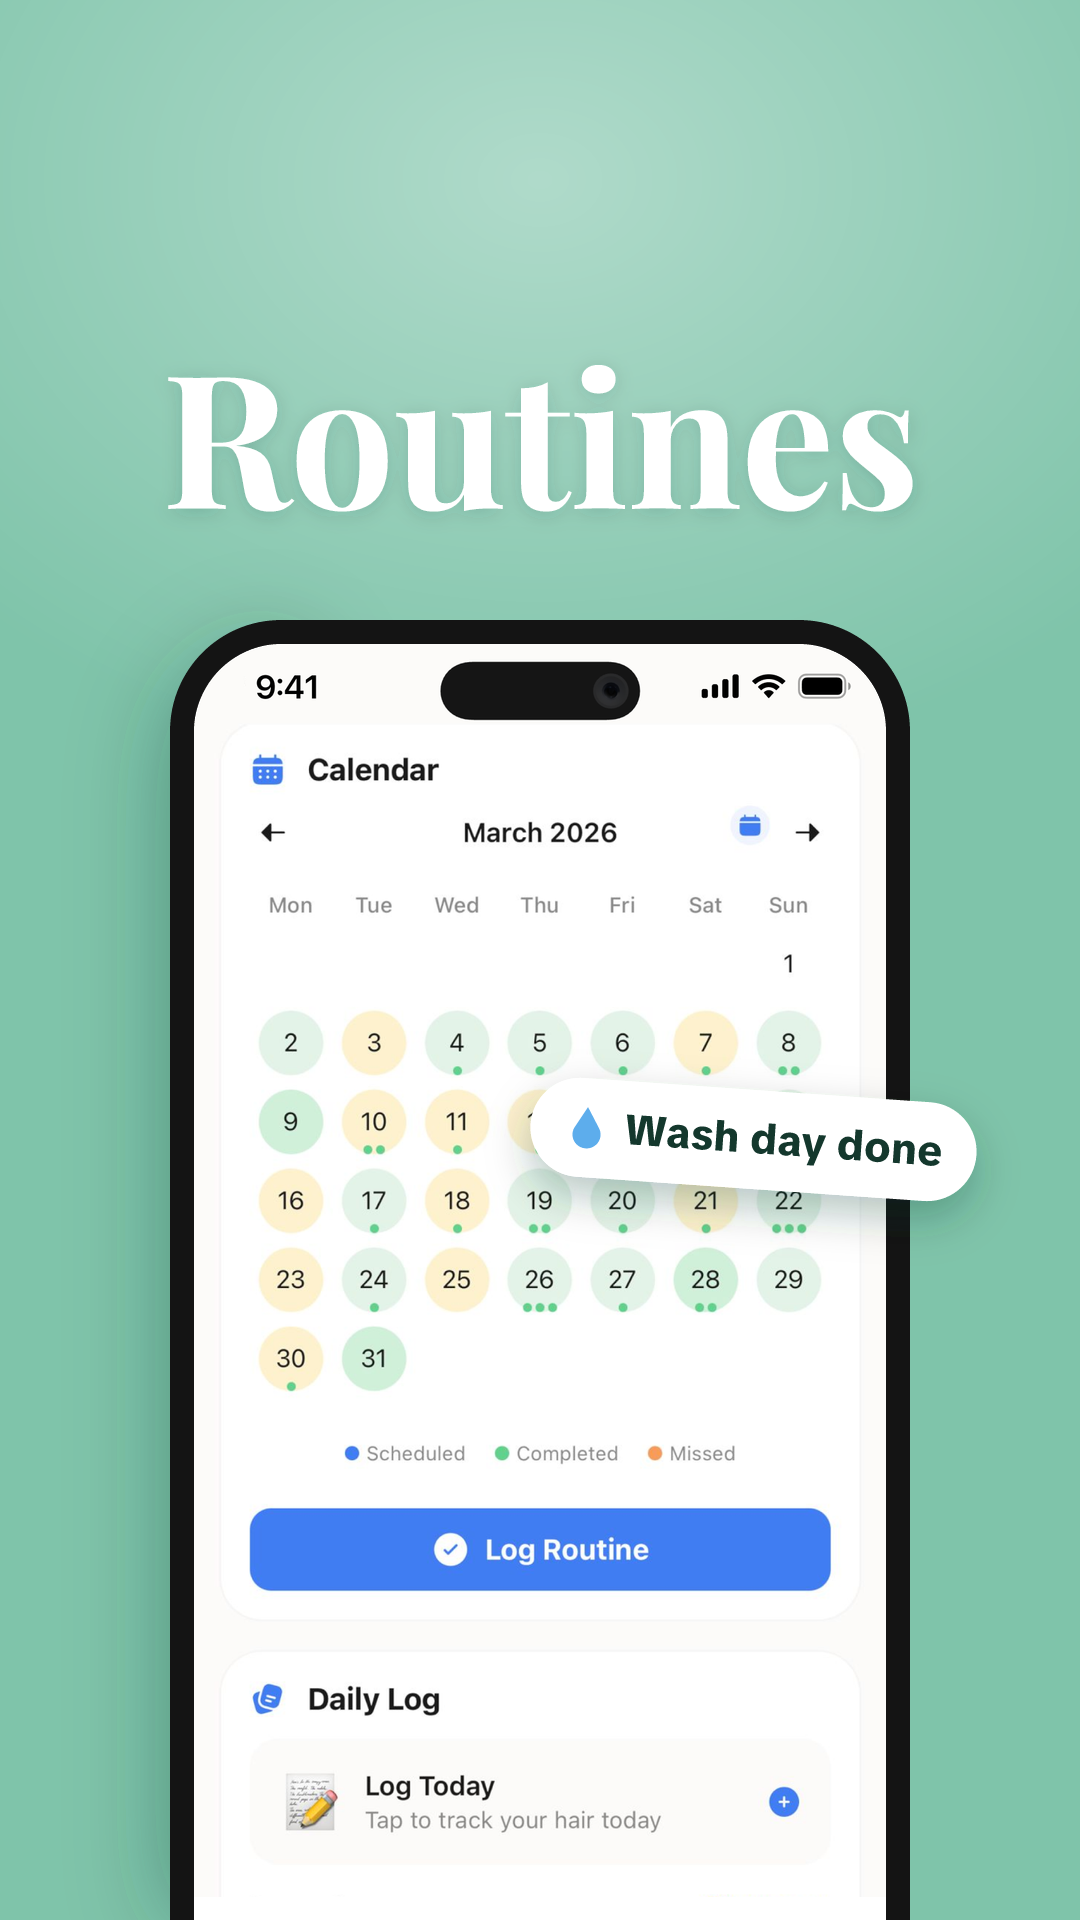 Routines
9:41
Calendar
March 2026
Mon Tue Wed Thu Fri Sat Sun
1
2 3 4 5 6 7 8
9 10 11
Wash day done
16 17 18 19 20 21 22
23 24 25 26 27 28 29
30 31
Scheduled Completed Missed
Log Routine
Daily Log
Log Today
Tap to track your hair today